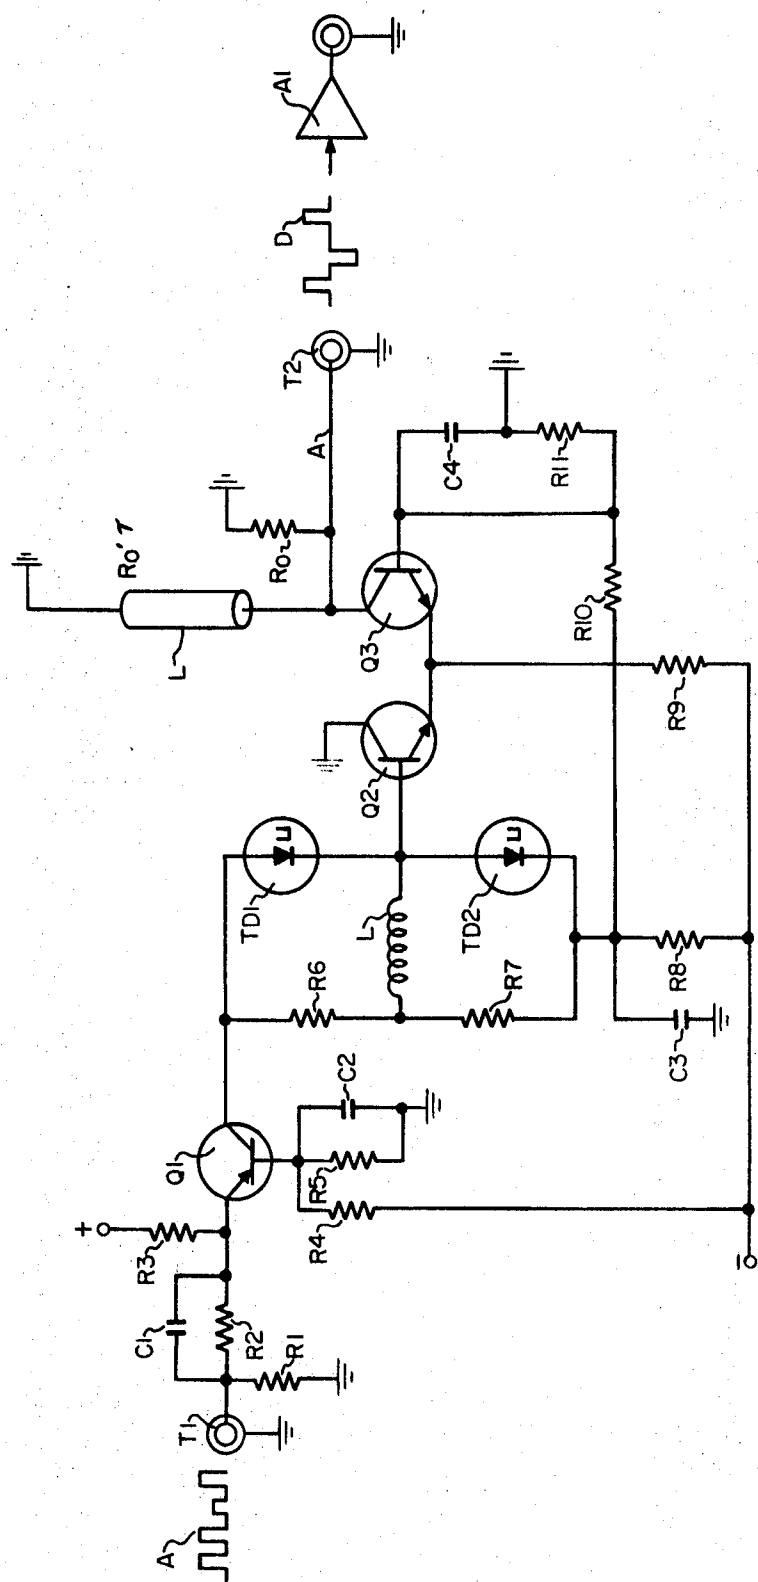 A
T1
C1
R2
R1
R3
+
Q1
R4
R5
C2
R6
R7
L
TD1
TD2
U
U
C3
R8
Q2
Q3
R9
R10
R11
C4
L
Ro' τ
Ro
A
T2
D
A1
−